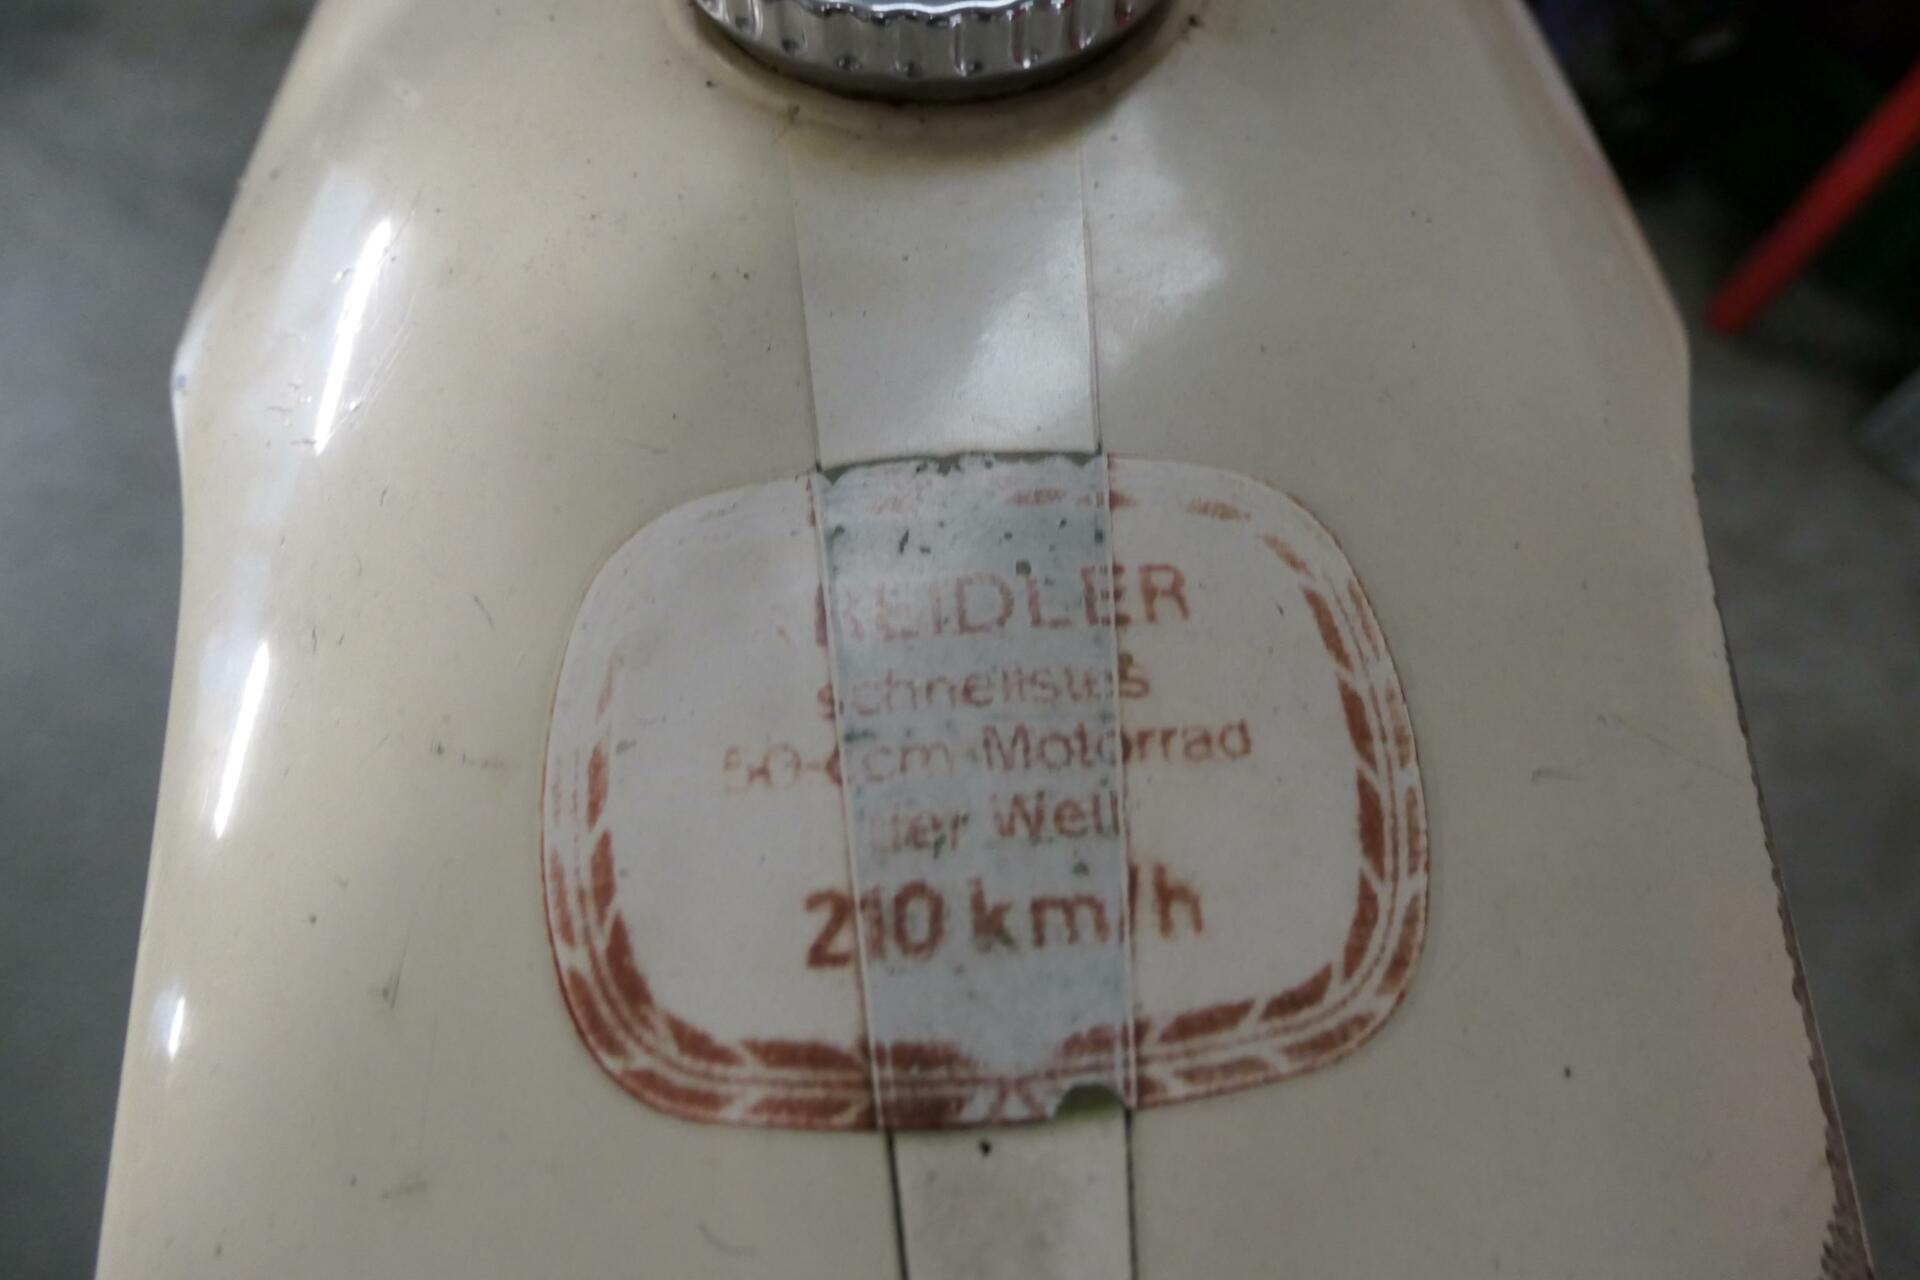 KREIDLER
schnellstes
50-ccm-Motorrad
der Welt
210 km/h